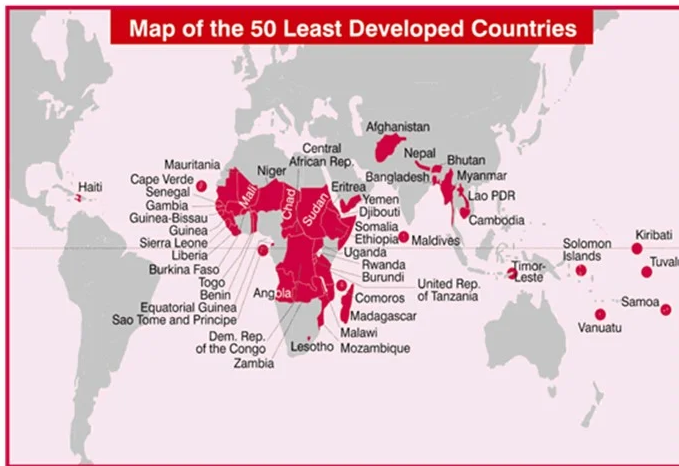 Map of the 50 Least Developed Countries
Haiti
Mauritania
Cape Verde
Senegal
Gambia
Guinea-Bissau
Guinea
Sierra Leone
Liberia
Burkina Faso
Togo
Benin
Equatorial Guinea
Sao Tome and Principe
Mali
Niger
Chad
Central
African Rep.
Sudan
Eritrea
Yemen
Djibouti
Somalia
Ethiopia
Uganda
Rwanda
Burundi
Angola
Dem. Rep.
of the Congo
Zambia
Lesotho
United Rep.
of Tanzania
Comoros
Madagascar
Malawi
Mozambique
Afghanistan
Nepal
Bhutan
Bangladesh
Myanmar
Lao PDR
Cambodia
Maldives
Timor-
Leste
Solomon
Islands
Kiribati
Tuvalu
Samoa
Vanuatu